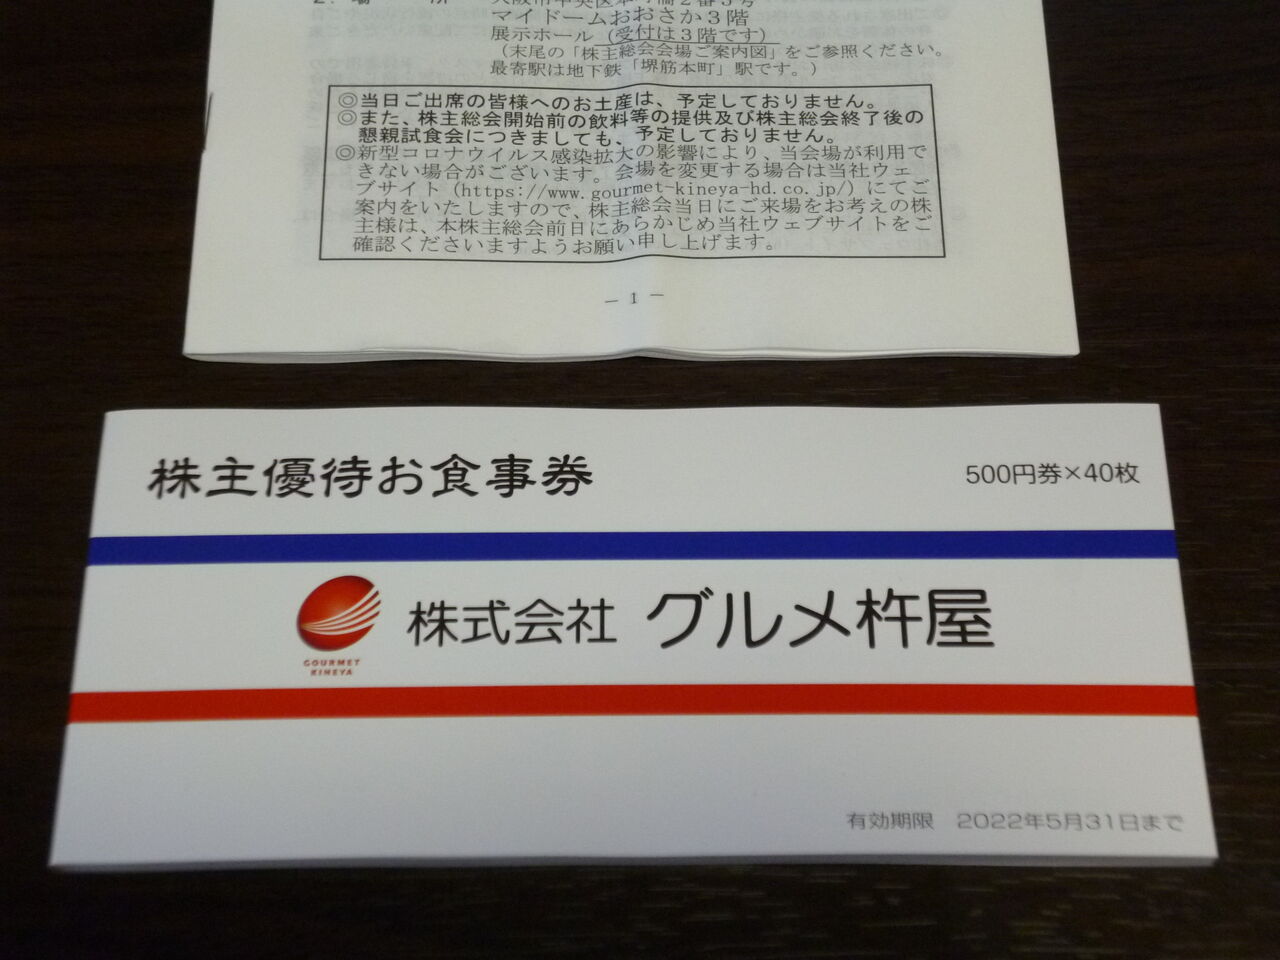 2. 場 所 大阪市中央区本町橋2番5号
マイドームおおさか3階
展示ホール(受付は3階です)
(末尾の「株主総会会場ご案内図」をご参照ください。
最寄駅は地下鉄「堺筋本町」駅です。)
◎当日ご出席の皆様へのお土産は、予定しておりません。
◎また、株主総会開始前の飲料等の提供及び株主総会終了後の
懇親試食会につきましても、予定しておりません。
◎新型コロナウイルス感染拡大の影響により、当会場が利用で
きない場合がございます。会場を変更する場合は当社ウェ
ブサイト(https://www.gourmet-kineya-hd.co.jp/)にてご
案内をいたしますので、株主総会当日にご来場をお考えの株
主様は、本株主総会前日にあらかじめ当社ウェブサイトをご
確認くださいますようお願い申し上げます。
― 1 ―
株主優待お食事券 500円券×40枚
GOURMET
KINEYA
株式会社 グルメ杵屋
有効期限 2022年5月31日まで